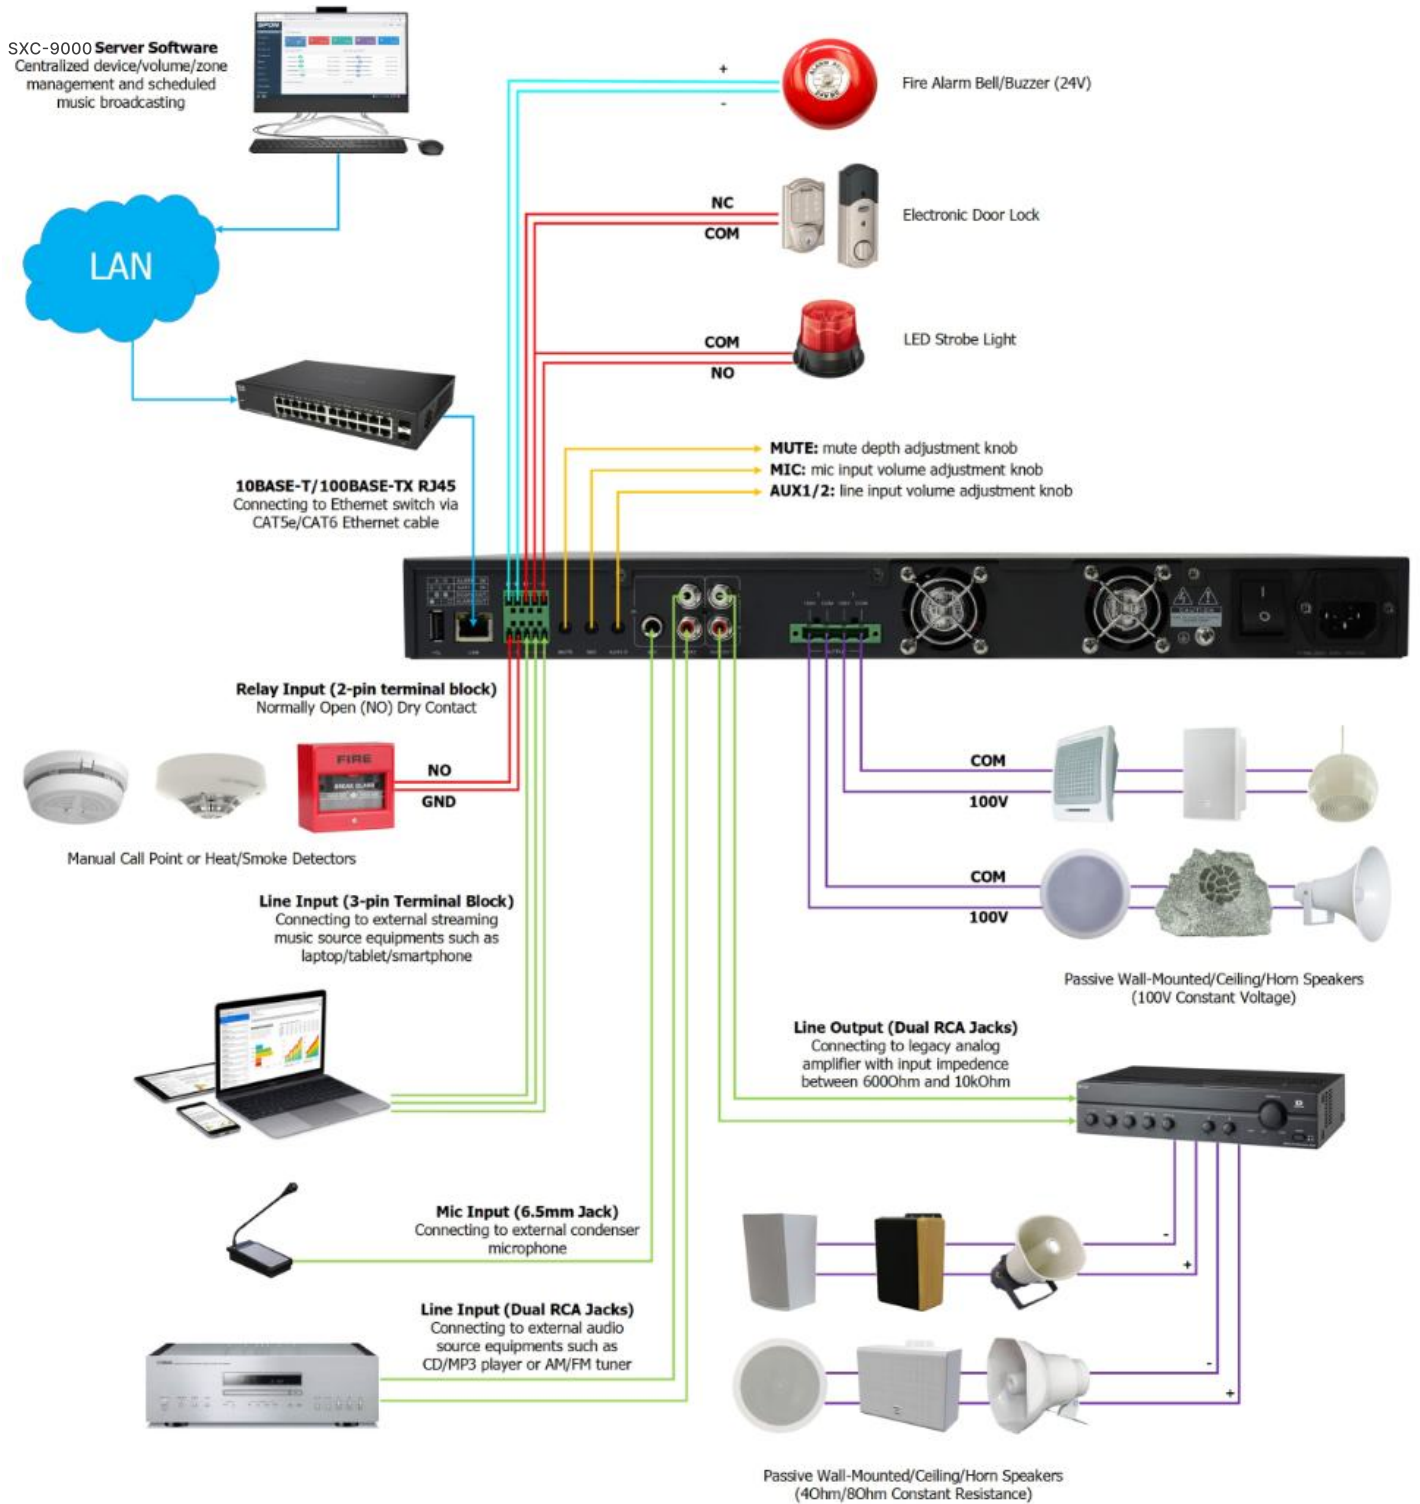 SXC-9000 Server Software
Centralized device/volume/zone
management and scheduled
music broadcasting
+
-
Fire Alarm Bell/Buzzer (24V)
NC
COM
Electronic Door Lock
LAN
COM
NO
LED Strobe Light
10BASE-T/100BASE-TX RJ45
Connecting to Ethernet switch via
CAT5e/CAT6 Ethernet cable
MUTE: mute depth adjustment knob
MIC: mic input volume adjustment knob
AUX1/2: line input volume adjustment knob
CAUTION
Relay Input (2-pin terminal block)
Normally Open (NO) Dry Contact
FIRE
BREAK GLASS
NO
GND
Manual Call Point or Heat/Smoke Detectors
COM
100V
COM
100V
Passive Wall-Mounted/Ceiling/Horn Speakers
(100V Constant Voltage)
Line Input (3-pin Terminal Block)
Connecting to external streaming
music source equipments such as
laptop/tablet/smartphone
Line Output (Dual RCA Jacks)
Connecting to legacy analog
amplifier with input impedence
between 600Ohm and 10kOhm
Mic Input (6.5mm Jack)
Connecting to external condenser
microphone
-
+
Line Input (Dual RCA Jacks)
Connecting to external audio
source equipments such as
CD/MP3 player or AM/FM tuner
-
+
Passive Wall-Mounted/Ceiling/Horn Speakers
(4Ohm/8Ohm Constant Resistance)